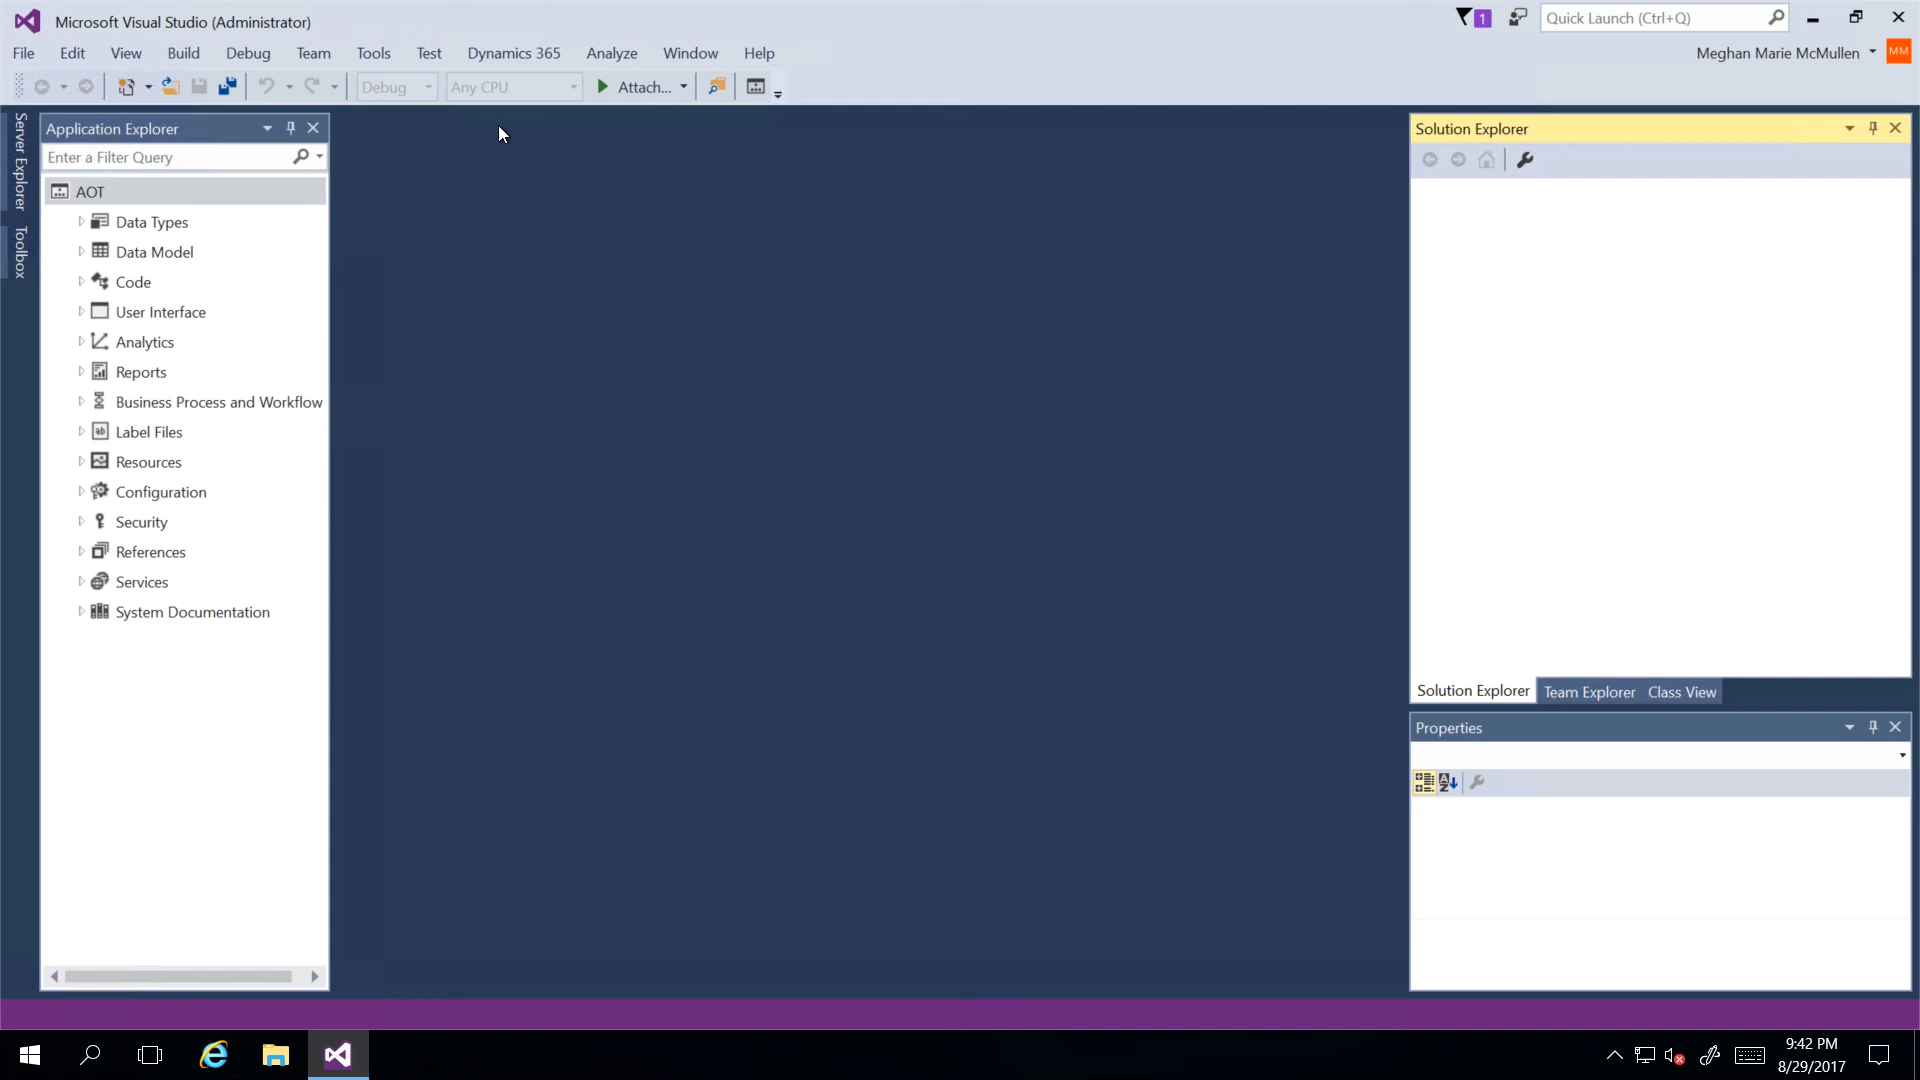 Microsoft Visual Studio (Administrator)
1
Quick Launch (Ctrl+Q)
File Edit View Build Debug Team Tools Test Dynamics 365 Analyze Window Help
Meghan Marie McMullen MM
Debug Any CPU Attach...
Server Explorer
Toolbox
Application Explorer
Enter a Filter Query
AOT
Data Types
Data Model
Code
User Interface
Analytics
Reports
Business Process and Workflow
Label Files
Resources
Configuration
Security
References
Services
System Documentation
Solution Explorer
Solution Explorer Team Explorer Class View
Properties
9:42 PM
8/29/2017